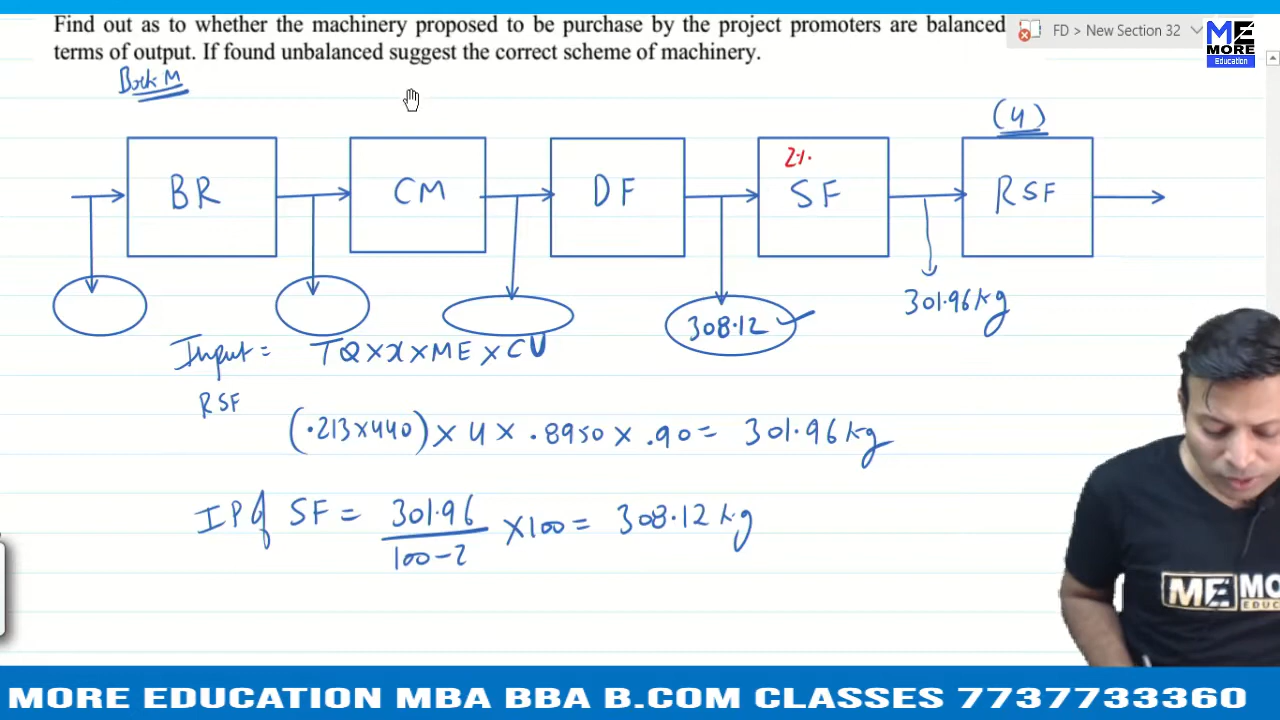 Find out as to whether the machinery proposed to be purchase by the project promoters are balanced
terms of output. If found unbalanced suggest the correct scheme of machinery.
FD > New Section 32
ME
MORE
Education
Book M
(4)
BR
CM
DF
2%
SF
RSF
301.96 kg
308.12
Input = TQ × x × ME × CU
RSF
(.213×440) × 4 × .8950 × .90 = 301.96 kg
IP of SF = 301.96 / 100-2 ×100 = 308.12 kg
ME MO
EDUC
MORE EDUCATION MBA BBA B.COM CLASSES 7737733360